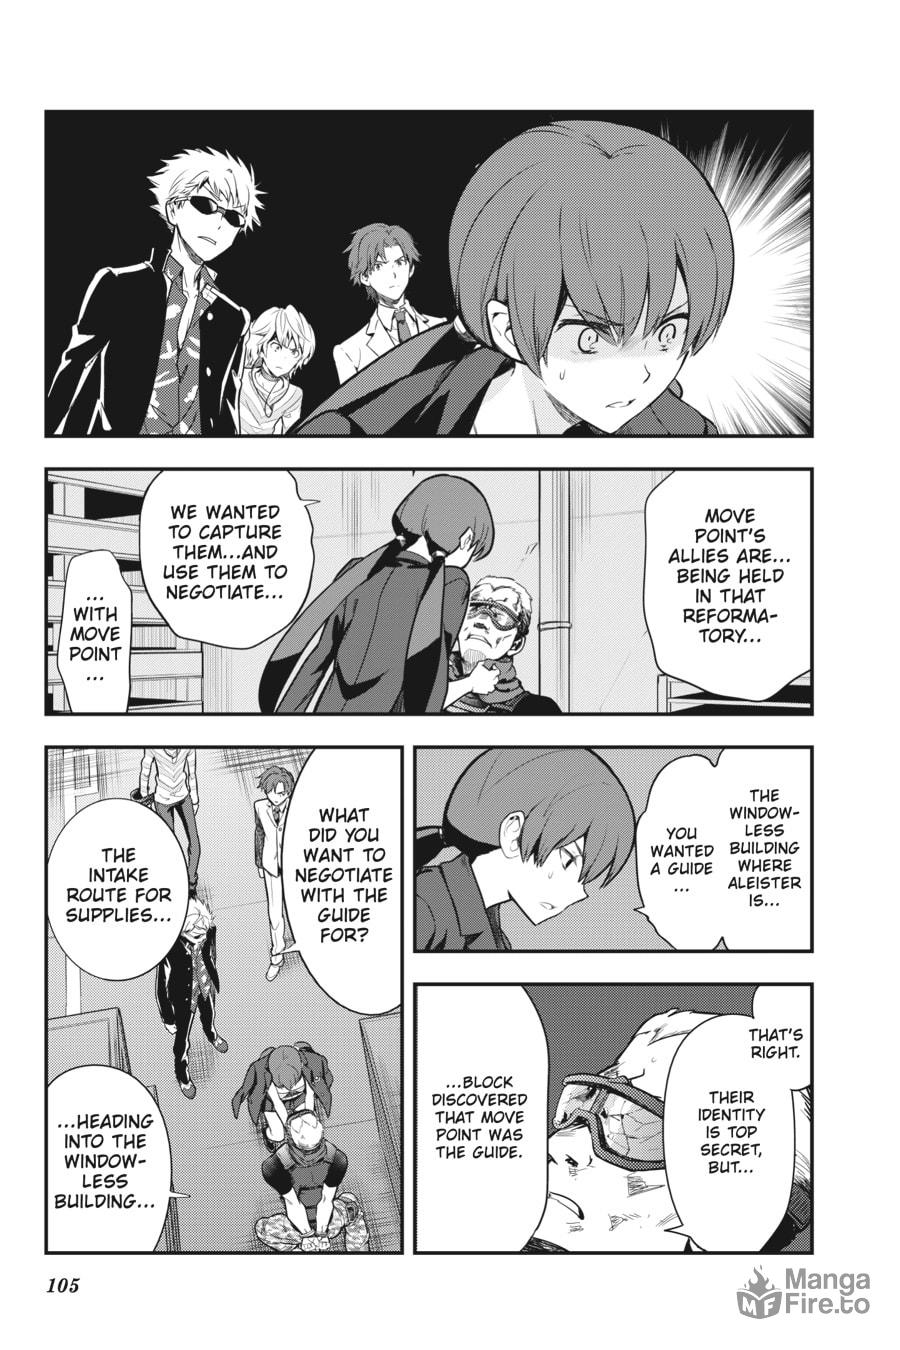 MOVE
POINT'S
ALLIES ARE...
BEING HELD
IN THAT
REFORMA-
TORY...
WE WANTED
TO CAPTURE
THEM...AND
USE THEM TO
NEGOTIATE...
...
WITH
MOVE
POINT
...
THE
WINDOW-
LESS
BUILDING
WHERE
ALEISTER
IS...
YOU
WANTED
A GUIDE
...
THAT'S
RIGHT.
THEIR
IDENTITY
IS TOP
SECRET,
BUT...
...BLOCK
DISCOVERED
THAT MOVE
POINT WAS
THE GUIDE.
WHAT
DID YOU
WANT TO
NEGOTIATE
WITH THE
GUIDE
FOR?
THE
INTAKE
ROUTE FOR
SUPPLIES...
...HEADING
INTO THE
WINDOW-
LESS
BUILDING...
105
MF
Manga
Fire.to